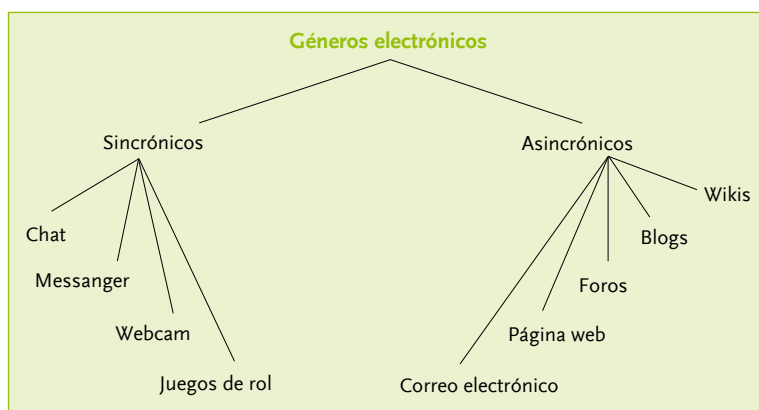 Géneros electrónicos
Sincrónicos
Asincrónicos
Chat
Messanger
Webcam
Juegos de rol
Wikis
Blogs
Foros
Página web
Correo electrónico